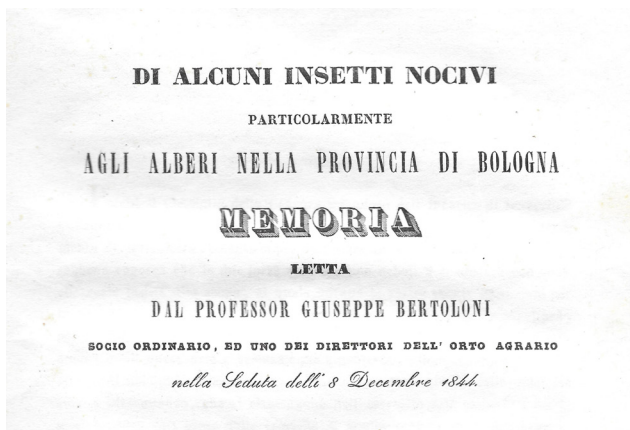 DI ALCUNI INSETTI NOCIVI
PARTICOLARMENTE
AGLI ALBERI NELLA PROVINCIA DI BOLOGNA
MEMORIA
LETTA
DAL PROFESSOR GIUSEPPE BERTOLONI
SOCIO ORDINARIO, ED UNO DEI DIRETTORI DELL' ORTO AGRARIO
nella Seduta delli 8 Decembre 1844.